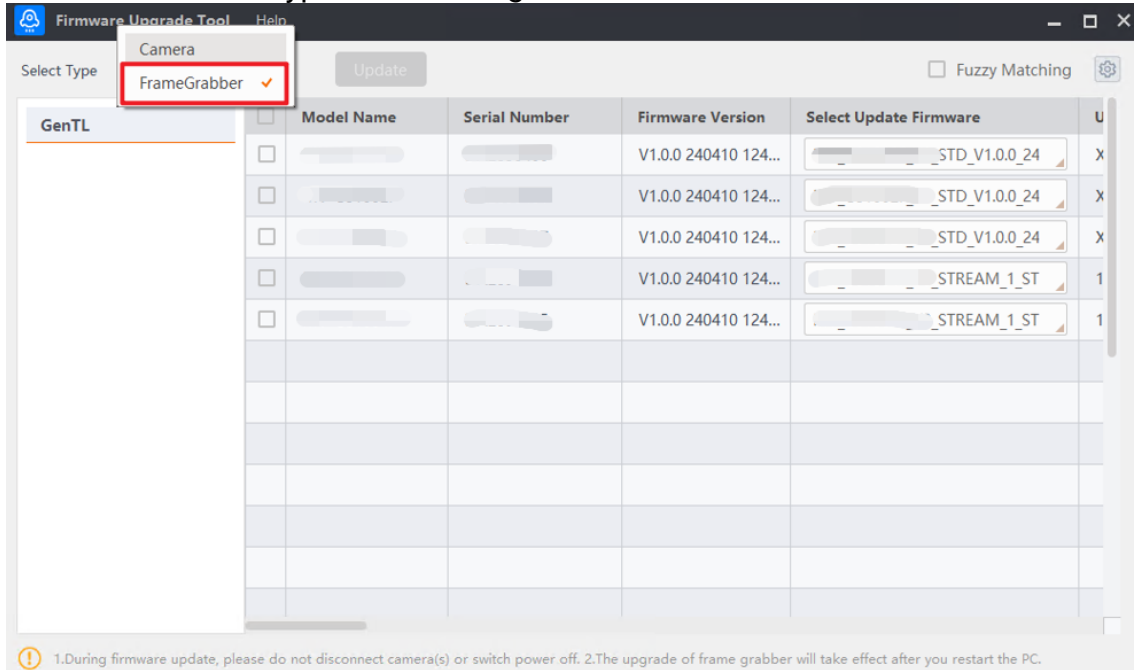 Firmware Upgrade Tool Help
Camera
Select Type
FrameGrabber
Update
Fuzzy Matching
GenTL
Model Name Serial Number Firmware Version Select Update Firmware U
V1.0.0 240410 124... _STD_V1.0.0_24 X
V1.0.0 240410 124... _STD_V1.0.0_24 X
V1.0.0 240410 124... _STD_V1.0.0_24 X
V1.0.0 240410 124... _STREAM_1_ST 1
V1.0.0 240410 124... _STREAM_1_ST 1
1.During firmware update, please do not disconnect camera(s) or switch power off. 2.The upgrade of frame grabber will take effect after you restart the PC.